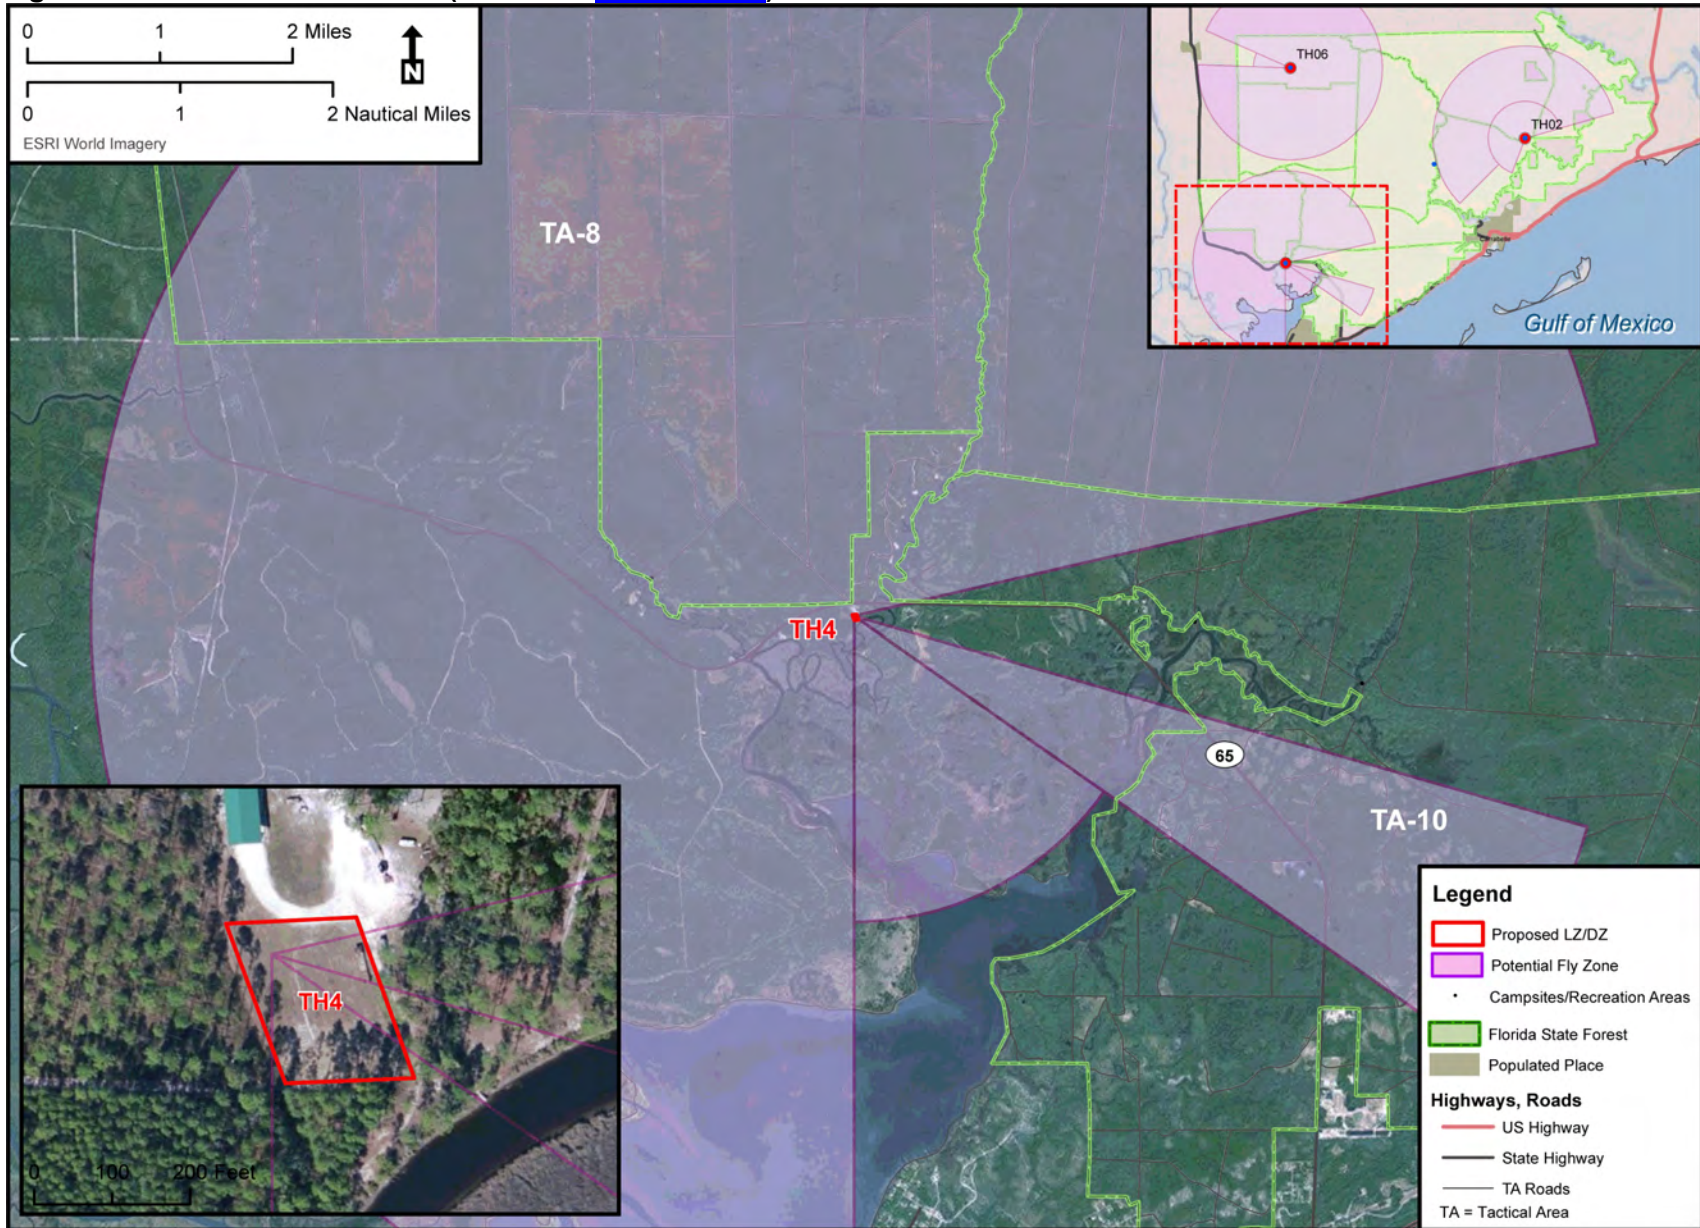 0 1 2 Miles
N
0 1 2 Nautical Miles
ESRI World Imagery
TH06
TH02
Gulf of Mexico
TA-8
TH4
65
TA-10
TH4
0 100 200 Feet
Legend
Proposed LZ/DZ
Potential Fly Zone
Campsites/Recreation Areas
Florida State Forest
Populated Place
Highways, Roads
US Highway
State Highway
TA Roads
TA = Tactical Area